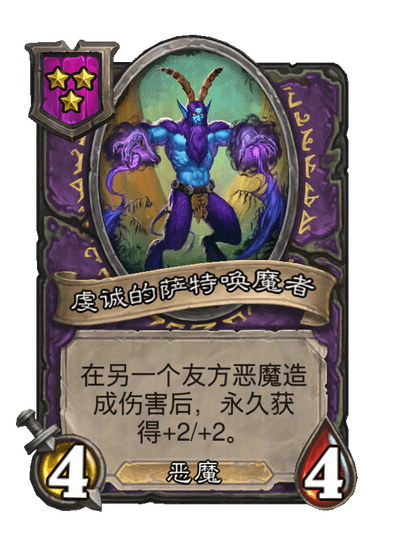 虔诚的萨特唤魔者
在另一个友方恶魔造
成伤害后，永久获
得+2/+2。
4
恶魔
4